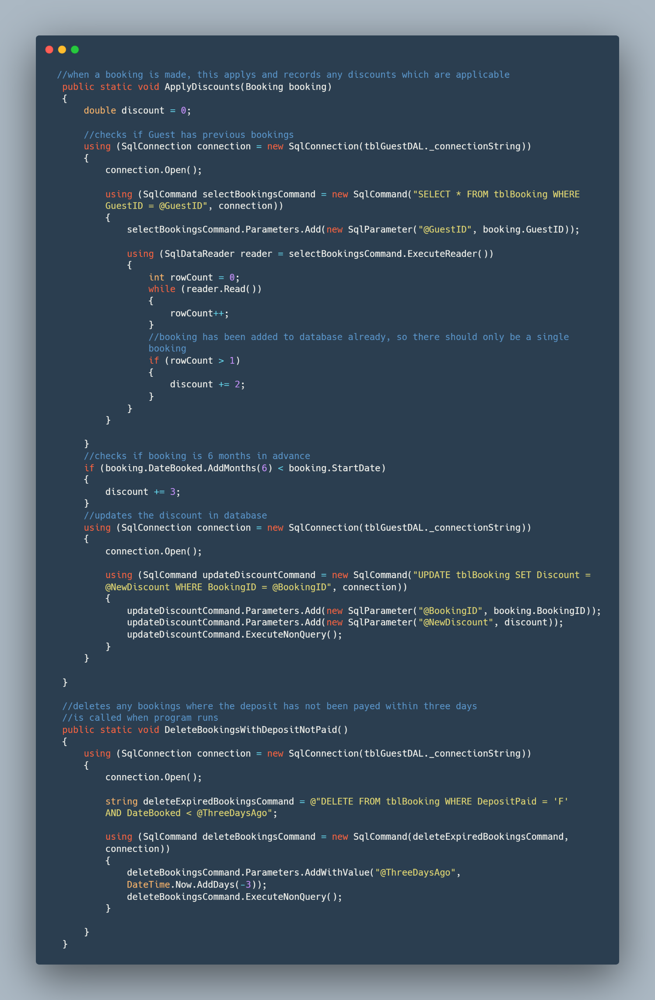 //when a booking is made, this applys and records any discounts which are applicable
public static void ApplyDiscounts(Booking booking)
{
double discount = 0;
//checks if Guest has previous bookings
using (SqlConnection connection = new SqlConnection(tblGuestDAL._connectionString))
{
connection.Open();
using (SqlCommand selectBookingsCommand = new SqlCommand("SELECT * FROM tblBooking WHERE
GuestID = @GuestID", connection))
{
selectBookingsCommand.Parameters.Add(new SqlParameter("@GuestID", booking.GuestID));
using (SqlDataReader reader = selectBookingsCommand.ExecuteReader())
{
int rowCount = 0;
while (reader.Read())
{
rowCount++;
}
//booking has been added to database already, so there should only be a single
booking
if (rowCount > 1)
{
discount += 2;
}
}
}
}
//checks if booking is 6 months in advance
if (booking.DateBooked.AddMonths(6) < booking.StartDate)
{
discount += 3;
}
//updates the discount in database
using (SqlConnection connection = new SqlConnection(tblGuestDAL._connectionString))
{
connection.Open();
using (SqlCommand updateDiscountCommand = new SqlCommand("UPDATE tblBooking SET Discount =
@NewDiscount WHERE BookingID = @BookingID", connection))
{
updateDiscountCommand.Parameters.Add(new SqlParameter("@BookingID", booking.BookingID));
updateDiscountCommand.Parameters.Add(new SqlParameter("@NewDiscount", discount));
updateDiscountCommand.ExecuteNonQuery();
}
}
}
//deletes any bookings where the deposit has not been payed within three days
//is called when program runs
public static void DeleteBookingsWithDepositNotPaid()
{
using (SqlConnection connection = new SqlConnection(tblGuestDAL._connectionString))
{
connection.Open();
string deleteExpiredBookingsCommand = @"DELETE FROM tblBooking WHERE DepositPaid = 'F'
AND DateBooked < @ThreeDaysAgo";
using (SqlCommand deleteBookingsCommand = new SqlCommand(deleteExpiredBookingsCommand,
connection))
{
deleteBookingsCommand.Parameters.AddWithValue("@ThreeDaysAgo",
DateTime.Now.AddDays(-3));
deleteBookingsCommand.ExecuteNonQuery();
}
}
}